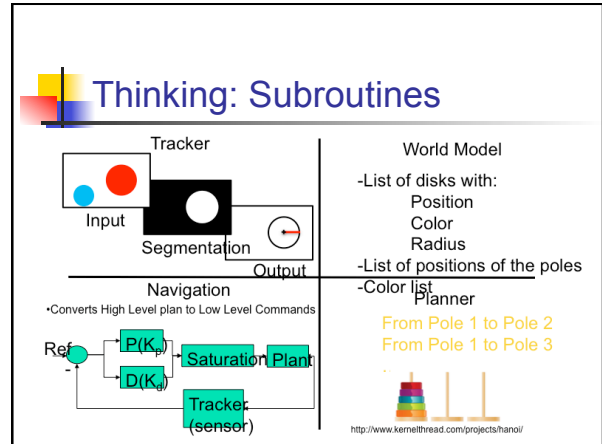 Thinking: Subroutines
Tracker
Input
Segmentation
Output
World Model
-List of disks with:
Position
Color
Radius
-List of positions of the poles
-Color list
Navigation
•Converts High Level plan to Low Level Commands
Ref
-
P(Kp)
D(Kd)
Saturation
Plant
Tracker
(sensor)
Planner
From Pole 1 to Pole 2
From Pole 1 to Pole 3
.
http://www.kernelthread.com/projects/hanoi/